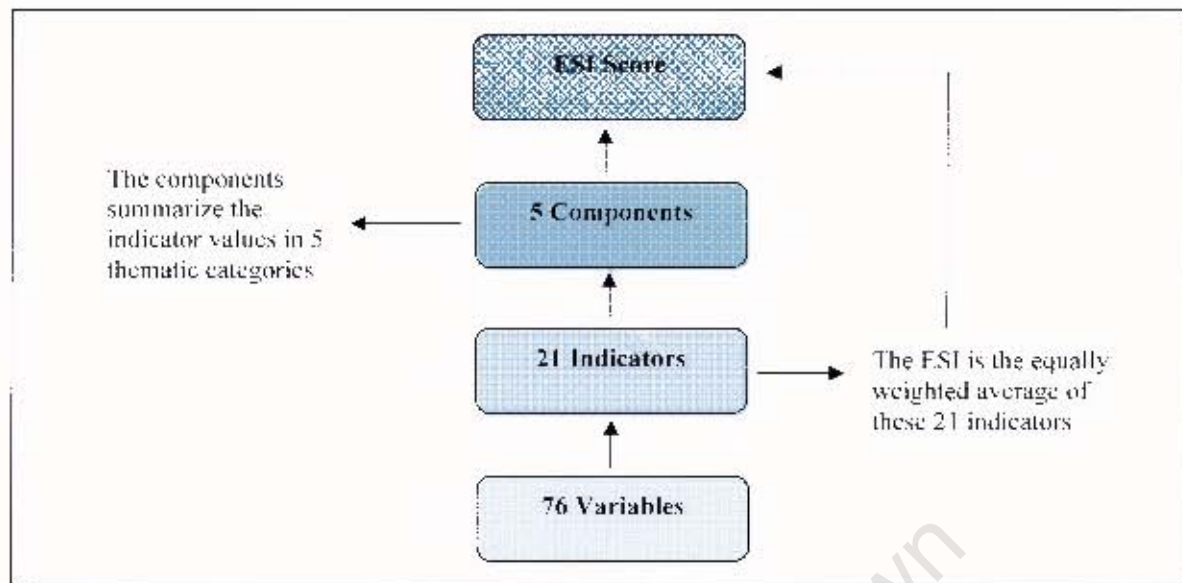 ESI Score
The components
summarize the
indicator values in 5
thematic categories
5 Components
21 Indicators
The ESI is the equally
weighted average of
these 21 indicators
76 Variables